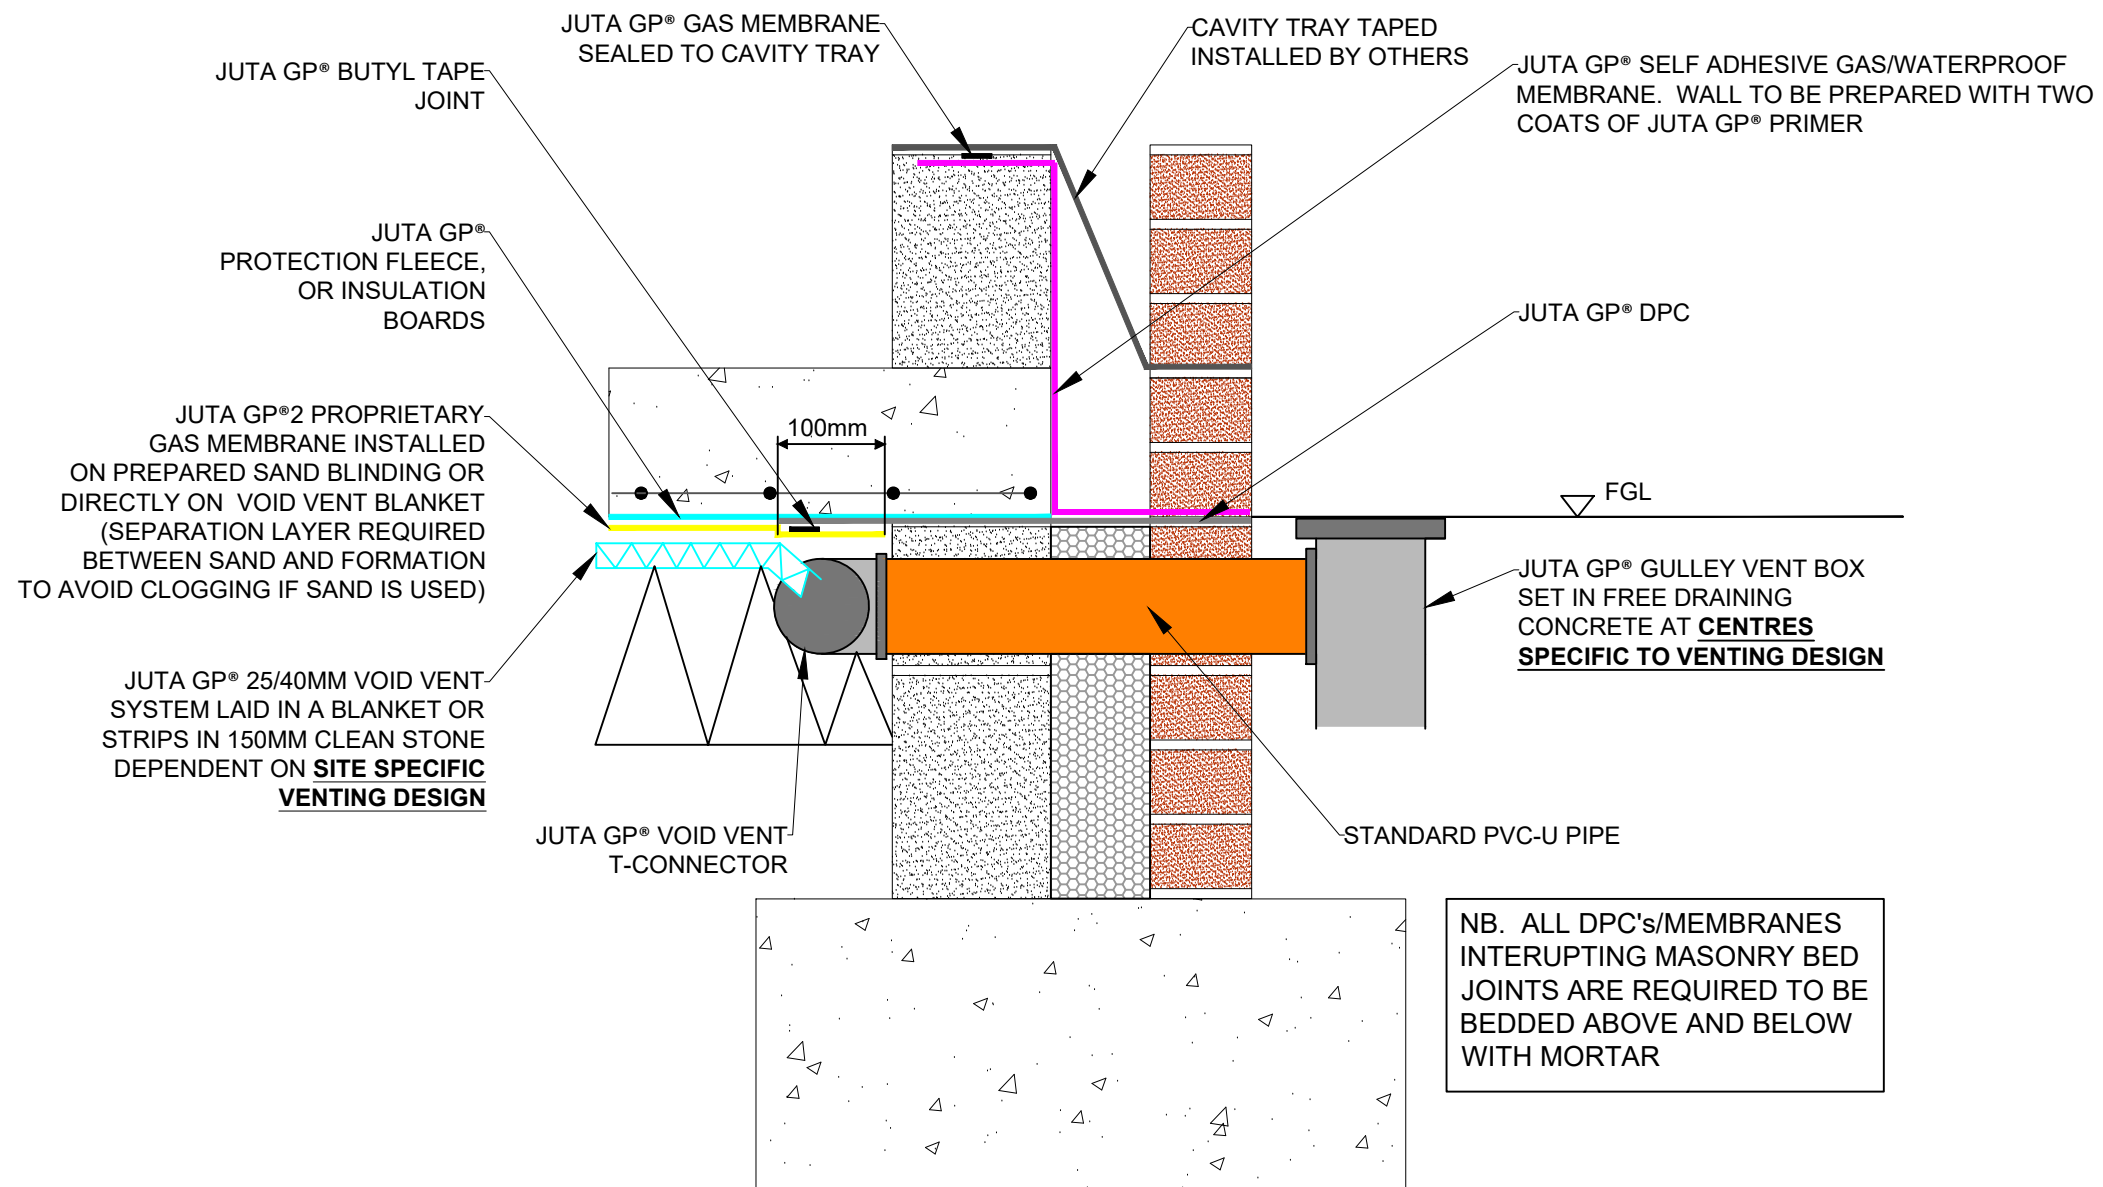 JUTA GP® GAS MEMBRANE
SEALED TO CAVITY TRAY
CAVITY TRAY TAPED
INSTALLED BY OTHERS
JUTA GP® SELF ADHESIVE GAS/WATERPROOF
MEMBRANE. WALL TO BE PREPARED WITH TWO
COATS OF JUTA GP® PRIMER
JUTA GP® BUTYL TAPE
JOINT
JUTA GP®
PROTECTION FLEECE,
OR INSULATION
BOARDS
JUTA GP® DPC
JUTA GP®2 PROPRIETARY
GAS MEMBRANE INSTALLED
ON PREPARED SAND BLINDING OR
DIRECTLY ON VOID VENT BLANKET
(SEPARATION LAYER REQUIRED
BETWEEN SAND AND FORMATION
TO AVOID CLOGGING IF SAND IS USED)
100mm
FGL
JUTA GP® GULLEY VENT BOX
SET IN FREE DRAINING
CONCRETE AT CENTRES
SPECIFIC TO VENTING DESIGN
JUTA GP® 25/40MM VOID VENT
SYSTEM LAID IN A BLANKET OR
STRIPS IN 150MM CLEAN STONE
DEPENDENT ON SITE SPECIFIC
VENTING DESIGN
JUTA GP® VOID VENT
T-CONNECTOR
STANDARD PVC-U PIPE
NB. ALL DPC's/MEMBRANES
INTERUPTING MASONRY BED
JOINTS ARE REQUIRED TO BE
BEDDED ABOVE AND BELOW
WITH MORTAR